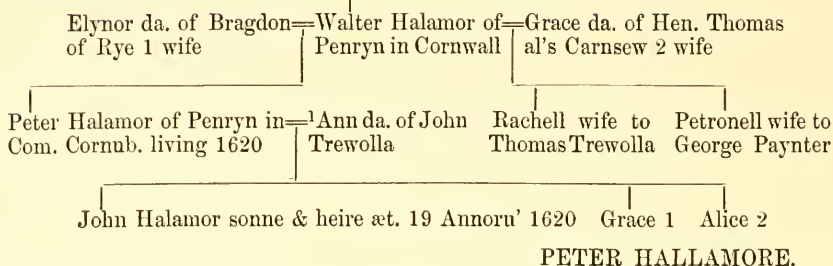 Elynor da. of Bragdon=Walter Halamor of=Grace da. of Hen. Thomas
of Rye 1 wife Penryn in Cornwall al's Carnsew 2 wife
Peter Halamor of Penryn in=¹Ann da. of John Rachell wife to Petronell wife to
Com. Cornub. living 1620 Trewolla Thomas Trewolla George Paynter
John Halamor sonne & heire æt. 19 Annoru' 1620 Grace 1 Alice 2
PETER HALLAMORE.